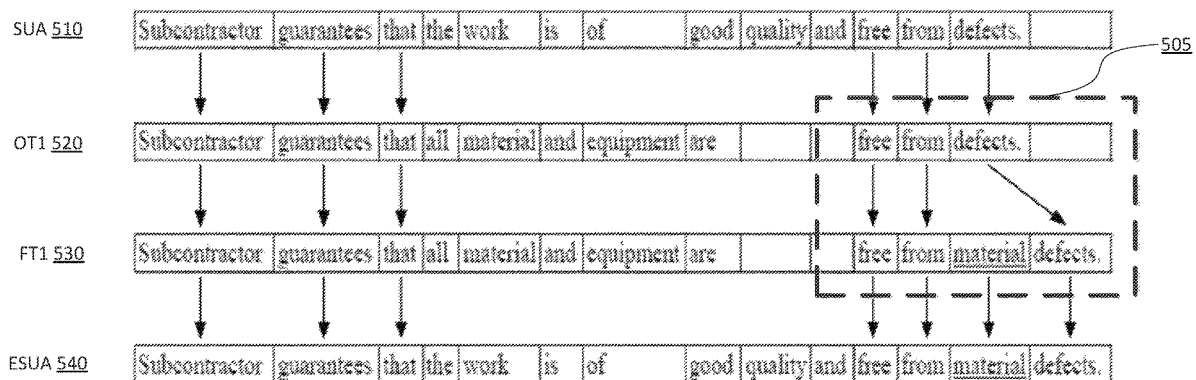 SUA 510 Subcontractor guarantees that the work is of good quality and free from defects.
505
OT1 520 Subcontractor guarantees that all material and equipment are free from defects.
FT1 530 Subcontractor guarantees that all material and equipment are free from material defects.
ESUA 540 Subcontractor guarantees that the work is of good quality and free from material defects.